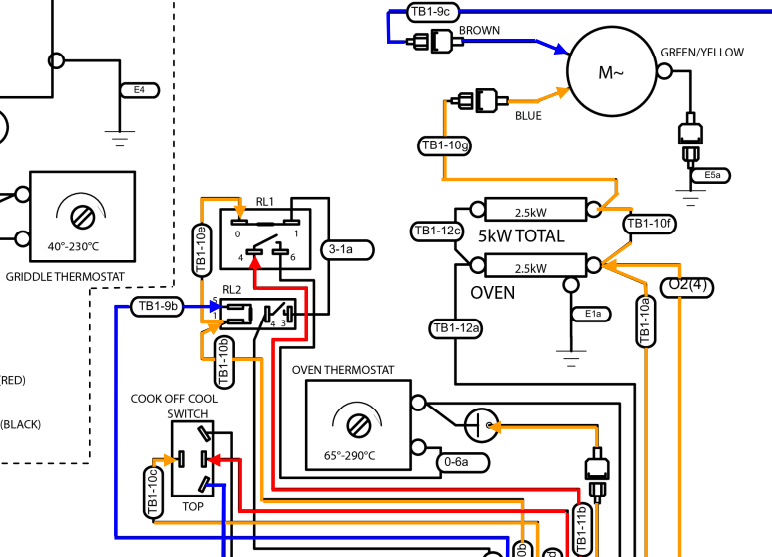 TB1-9c
BROWN
GREEN/YELLOW
M~
E4
BLUE
TB1-10g
E5a
RL1
2.5kW
0
1
TB1-12c
TB1-10f
5kW TOTAL
40°-230°C
TB1-10a
3-1a
4
6
2.5kW
GRIDDLE THERMOSTAT
RL2
OVEN
O2(4)
TB1-9b
5
1
4
3
E1a
TB1-12a
TB1-10a
TB1-10b
OVEN THERMOSTAT
(RED)
COOK OFF COOL
SWITCH
(BLACK)
65°-290°C
0-6a
TB1-10c
TOP
TB1-11b
0b